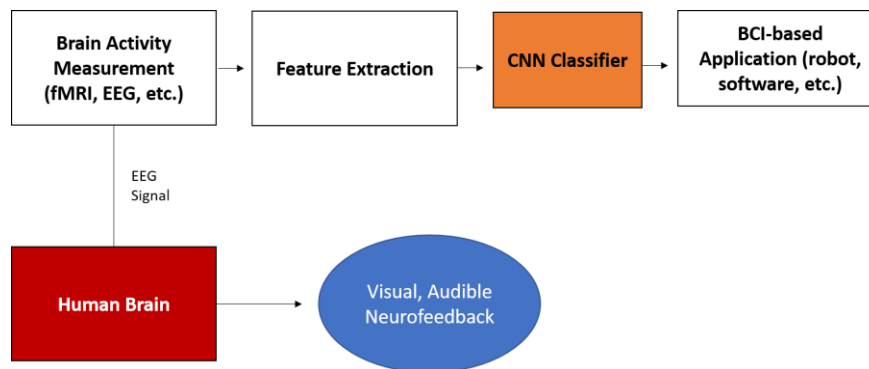 Brain Activity
Measurement
(fMRI, EEG, etc.)
Feature Extraction
CNN Classifier
BCI-based
Application (robot,
software, etc.)
EEG
Signal
Human Brain
Visual, Audible
Neurofeedback